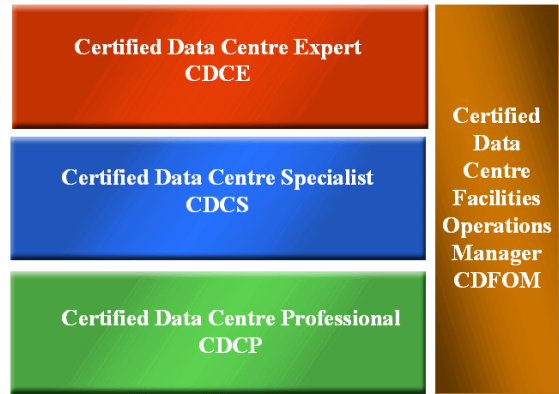 Certified Data Centre Expert
CDCE
Certified Data Centre Specialist
CDCS
Certified Data Centre Professional
CDCP
Certified
Data
Centre
Facilities
Operations
Manager
CDFOM